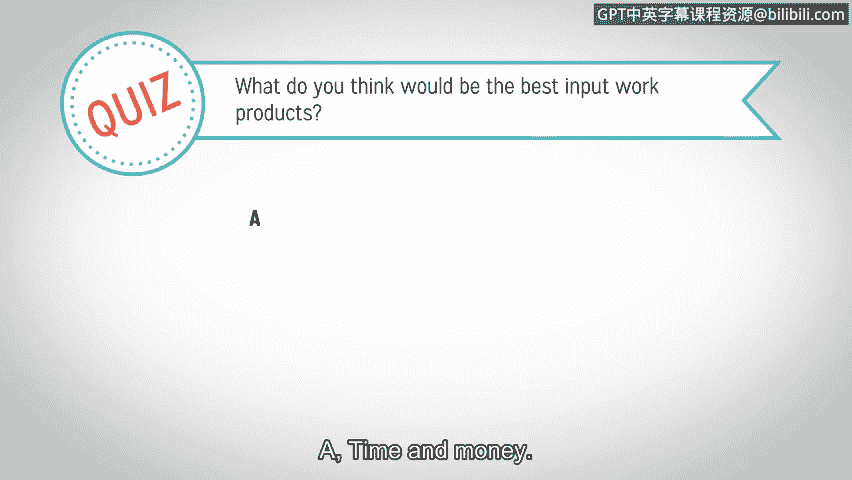 GPT中英字幕课程资源@bilibili.com
QUIZ
What do you think would be the best input work
products?
A
A, Time and money.